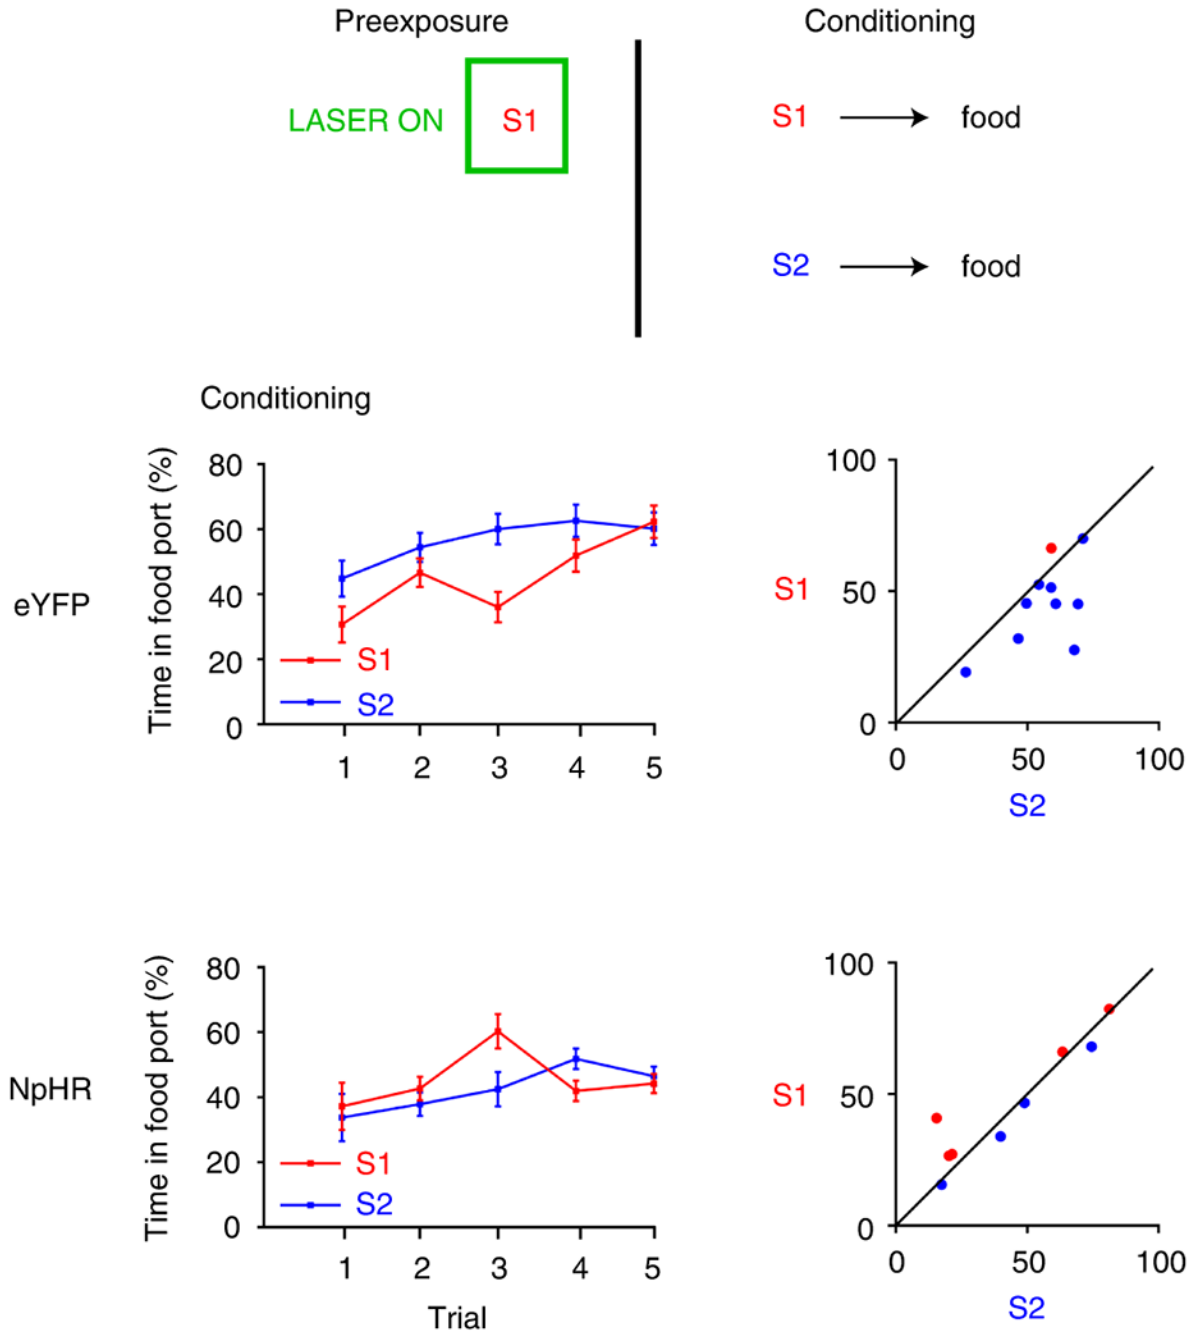 Preexposure
Conditioning
LASER ON
S1
S1
food
S2
food
Conditioning
eYFP
Time in food port (%)
80
60
40
20
0
S1
S2
1 2 3 4 5
S1
100
50
0
0 50 100
S2
NpHR
Time in food port (%)
80
60
40
20
0
S1
S2
1 2 3 4 5
Trial
S1
100
50
0
0 50 100
S2